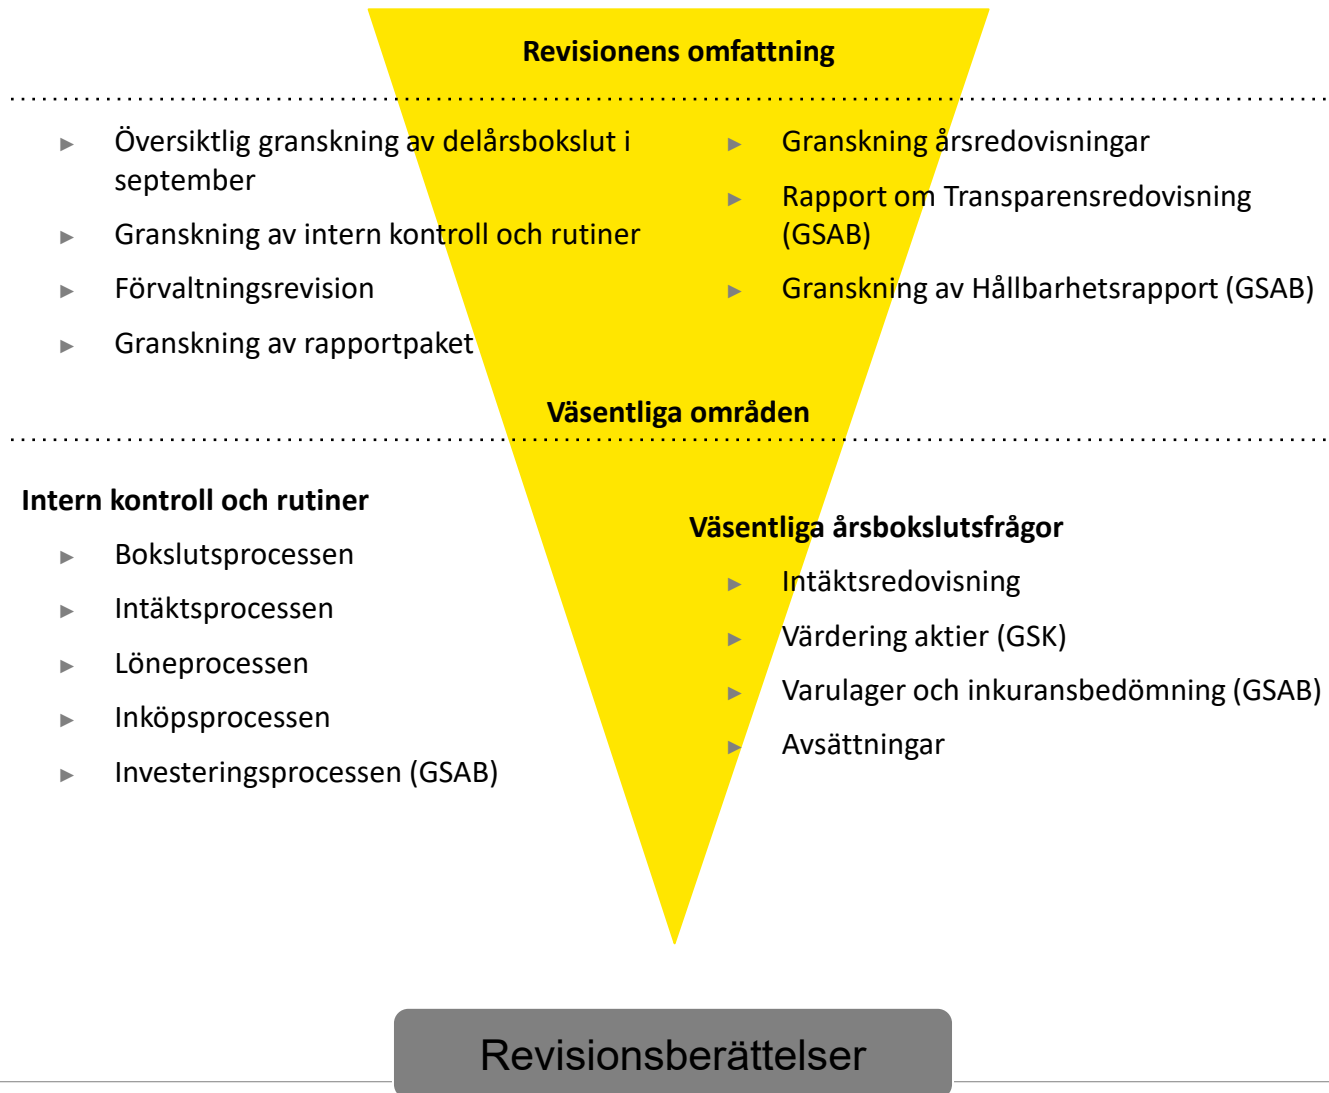 Revisionens omfattning
► Översiktlig granskning av delårsbokslut i
september
► Granskning av intern kontroll och rutiner
► Förvaltningsrevision
► Granskning av rapportpaket
► Granskning årsredovisningar
► Rapport om Transparensredovisning
(GSAB)
► Granskning av Hållbarhetsrapport (GSAB)
Väsentliga områden
Intern kontroll och rutiner
► Bokslutsprocessen
► Intäktsprocessen
► Löneprocessen
► Inköpsprocessen
► Investeringsprocessen (GSAB)
Väsentliga årsbokslutsfrågor
► Intäktsredovisning
► Värdering aktier (GSK)
► Varulager och inkuransbedömning (GSAB)
► Avsättningar
Revisionsberättelser